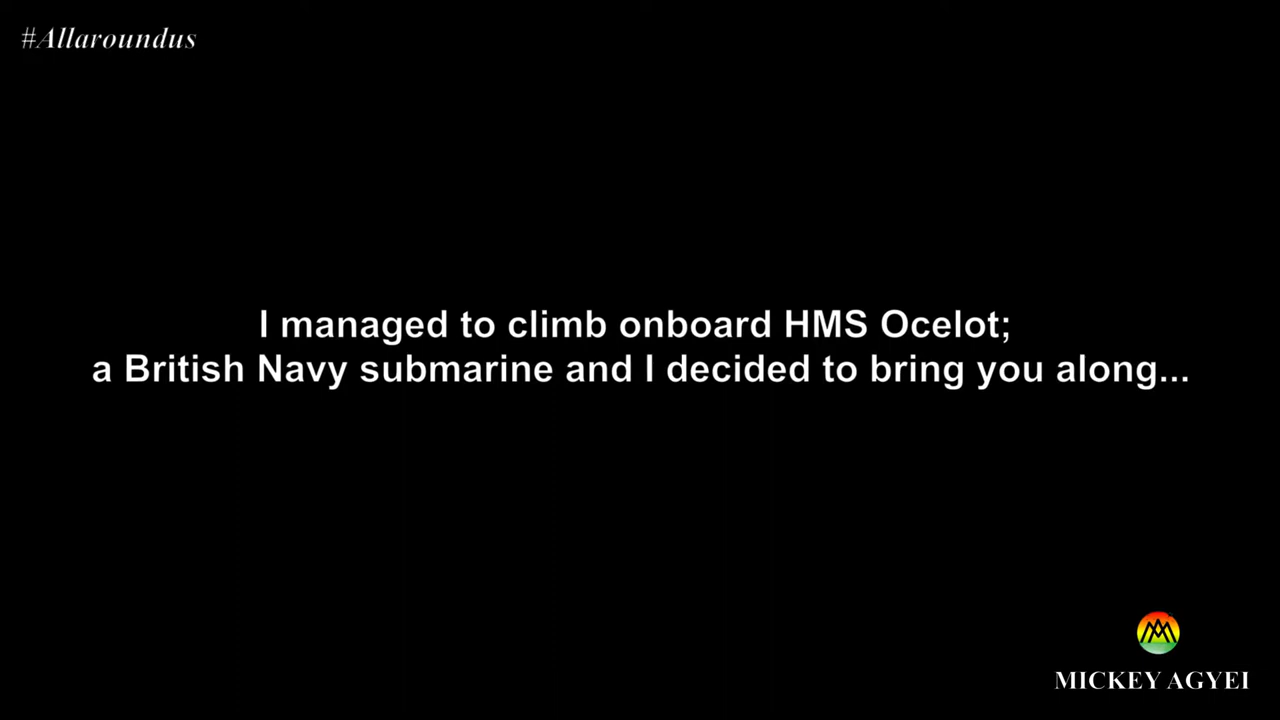 #Allaroundus
I managed to climb onboard HMS Ocelot;
a British Navy submarine and I decided to bring you along...
MICKEY AGYEI